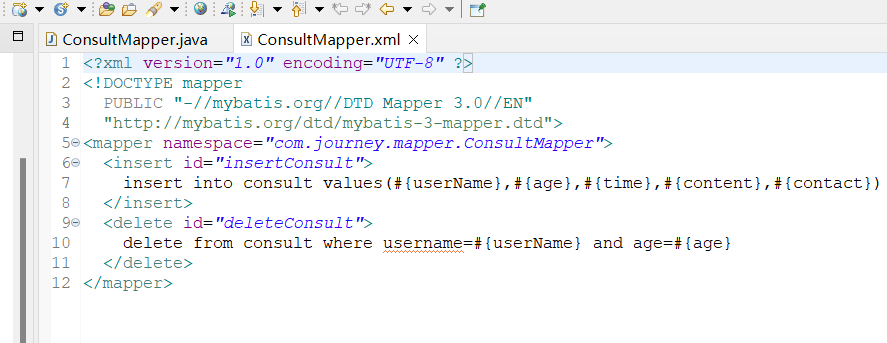 ConsultMapper.java ConsultMapper.xml
1 <?xml version="1.0" encoding="UTF-8" ?>
2 <!DOCTYPE mapper
3 PUBLIC "-//mybatis.org//DTD Mapper 3.0//EN"
4 "http://mybatis.org/dtd/mybatis-3-mapper.dtd">
5 <mapper namespace="com.journey.mapper.ConsultMapper">
6 <insert id="insertConsult">
7 insert into consult values(#{userName},#{age},#{time},#{content},#{contact})
8 </insert>
9 <delete id="deleteConsult">
10 delete from consult where username=#{userName} and age=#{age}
11 </delete>
12 </mapper>